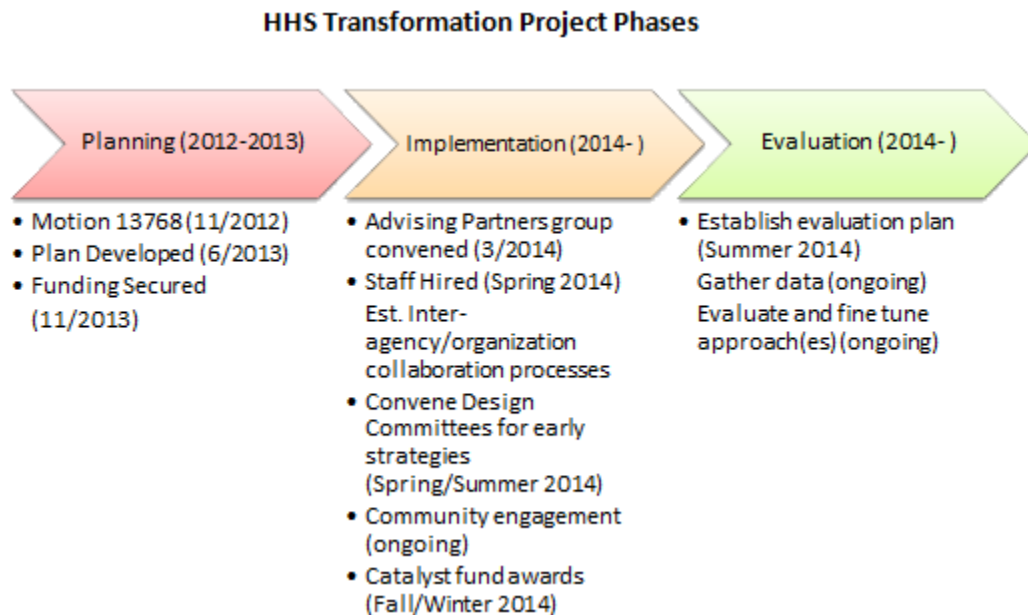 HHS Transformation Project Phases
Planning (2012-2013)
• Motion 13768 (11/2012)
• Plan Developed (6/2013)
• Funding Secured
(11/2013)
Implementation (2014- )
• Advising Partners group
convened (3/2014)
• Staff Hired (Spring 2014)
Est. Inter-
agency/organization
collaboration processes
• Convene Design
Committees for early
strategies
(Spring/Summer 2014)
• Community engagement
(ongoing)
• Catalyst fund awards
(Fall/Winter 2014)
Evaluation (2014- )
• Establish evaluation plan
(Summer 2014)
Gather data (ongoing)
Evaluate and fine tune
approach(es) (ongoing)